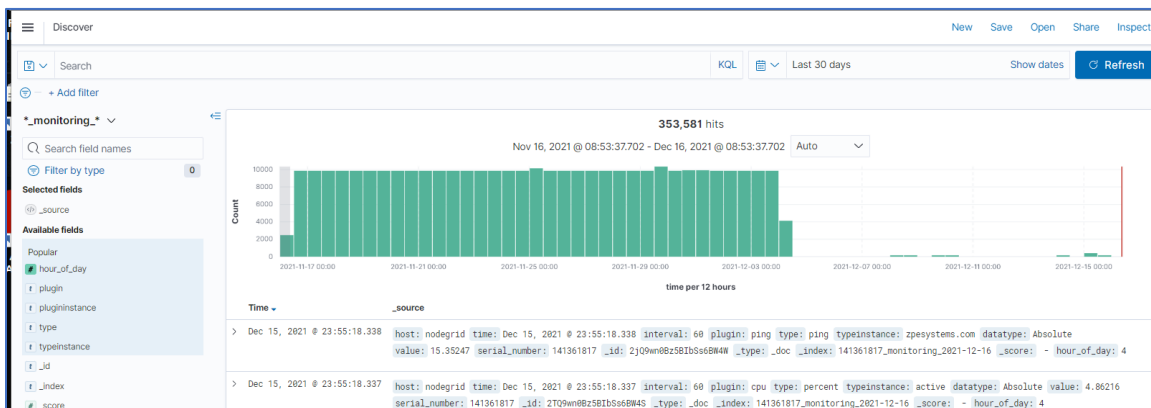 Discover
New Save Open Share Inspect
Search KQL Last 30 days Show dates Refresh
+ Add filter
*_monitoring_*
Search field names
Filter by type 0
Selected fields
_source
Available fields
Popular
hour_of_day
plugin
plugininstance
type
typeinstance
_id
_index
_score
353,581 hits
Nov 16, 2021 @ 08:53:37.702 - Dec 16, 2021 @ 08:53:37.702 Auto
Count
10000
8000
6000
4000
2000
0
2021-11-17 00:00 2021-11-21 00:00 2021-11-25 00:00 2021-11-29 00:00 2021-12-03 00:00 2021-12-07 00:00 2021-12-11 00:00 2021-12-15 00:00
time per 12 hours
Time _source
Dec 15, 2021 @ 23:55:18.338 host: nodegrid time: Dec 15, 2021 @ 23:55:18.338 interval: 60 plugin: ping type: ping typeinstance: zpesystems.com datatype: Absolute
value: 15.35247 serial_number: 141361817 _id: 2jQ9wn0Bz5BIbSs6BW4W _type: _doc _index: 141361817_monitoring_2021-12-16 _score: - hour_of_day: 4
Dec 15, 2021 @ 23:55:18.337 host: nodegrid time: Dec 15, 2021 @ 23:55:18.337 interval: 60 plugin: cpu type: percent typeinstance: active datatype: Absolute value: 4.86216
serial_number: 141361817 _id: 2TQ9wn0Bz5BIbSs6BW4S _type: _doc _index: 141361817_monitoring_2021-12-16 _score: - hour_of_day: 4